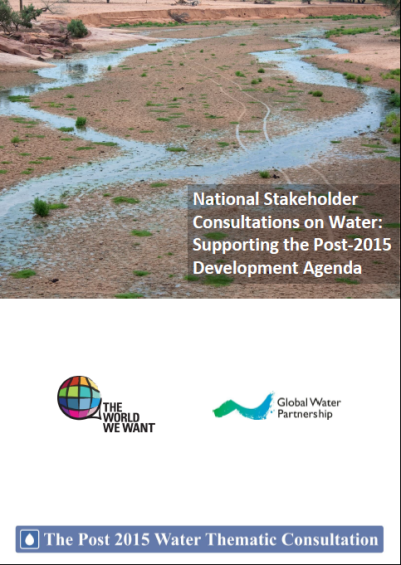 National Stakeholder
Consultations on Water:
Supporting the Post-2015
Development Agenda
THE
WORLD
WE WANT
Global Water
Partnership
The Post 2015 Water Thematic Consultation